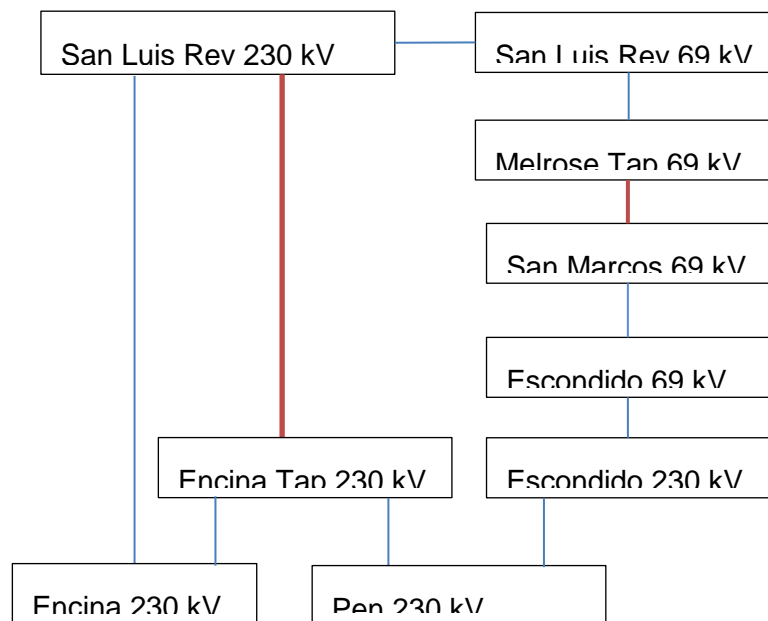 San Luis Rey 230 kV
San Luis Rey 69 kV
Melrose Tap 69 kV
San Marcos 69 kV
Escondido 69 kV
Encina Tap 230 kV
Escondido 230 kV
Encina 230 kV
Pen 230 kV